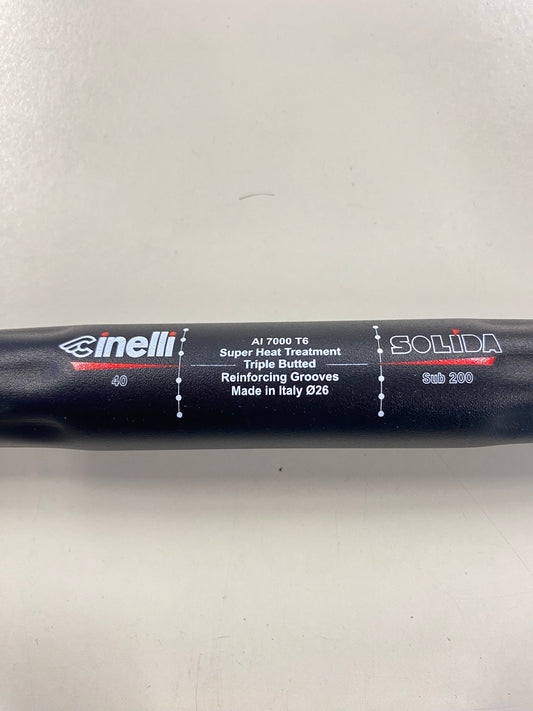 Cinelli
40
Al 7000 T6
Super Heat Treatment
Triple Butted
Reinforcing Grooves
Made in Italy Ø26
SOLIDA
Sub 200